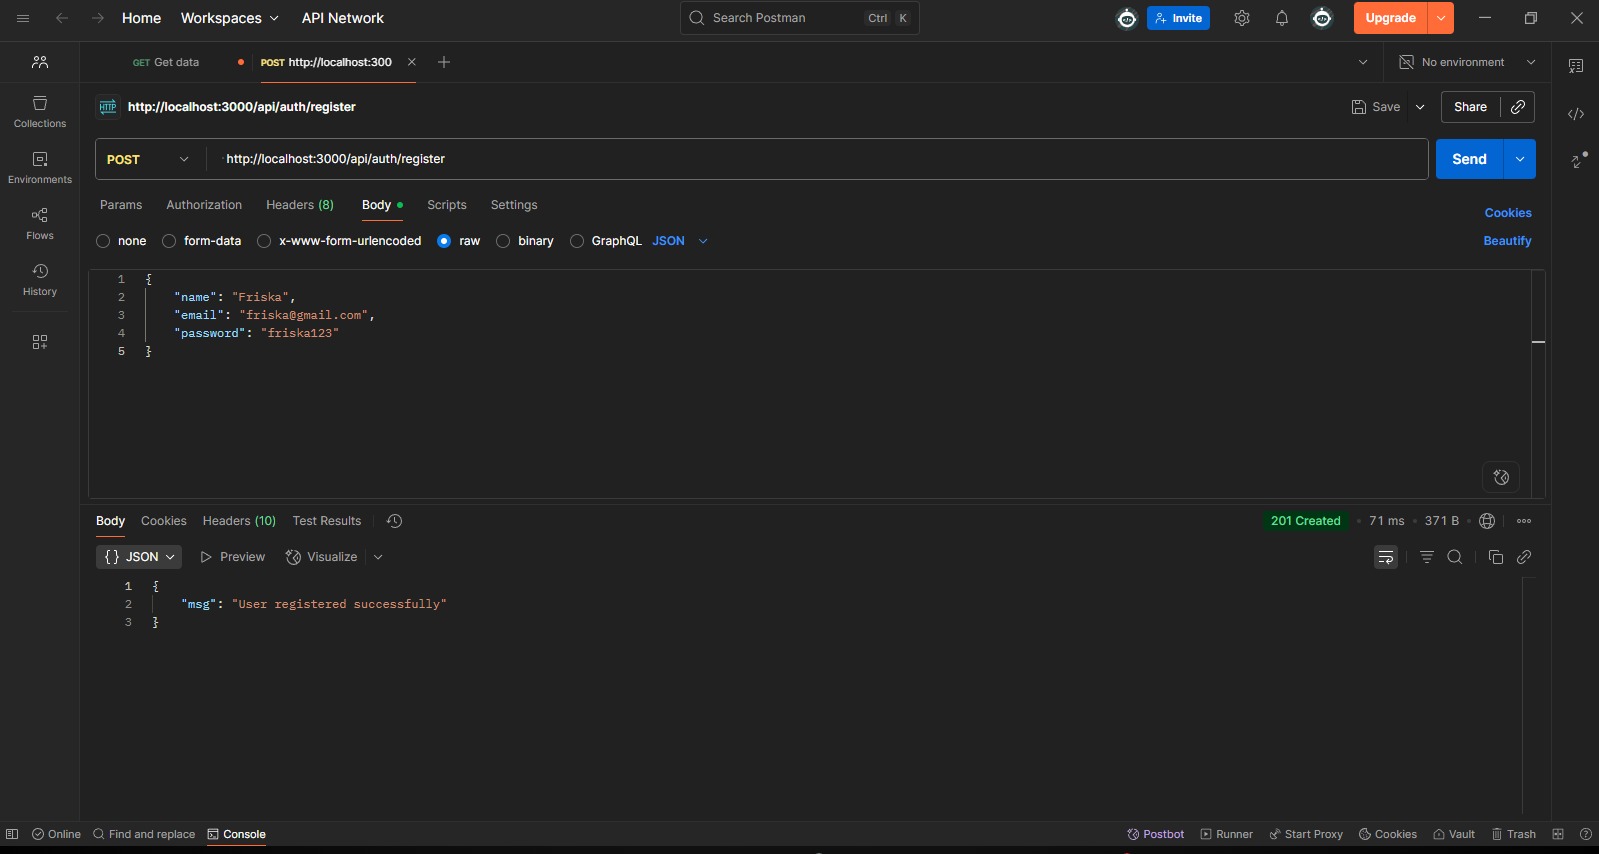 Home Workspaces API Network Search Postman Ctrl K Invite Upgrade
GET Get data POST http://localhost:300 No environment
HTTP http://localhost:3000/api/auth/register Save Share
Collections
POST http://localhost:3000/api/auth/register Send
Environments
Params Authorization Headers (8) Body Scripts Settings Cookies
Flows
none form-data x-www-form-urlencoded raw binary GraphQL JSON Beautify
History
1 {
2 "name": "Friska",
3 "email": "friska@gmail.com",
4 "password": "friska123"
5 }
Body Cookies Headers (10) Test Results 201 Created 71 ms 371 B
{} JSON Preview Visualize
1 {
2 "msg": "User registered successfully"
3 }
Online Find and replace Console Postbot Runner Start Proxy Cookies Vault Trash